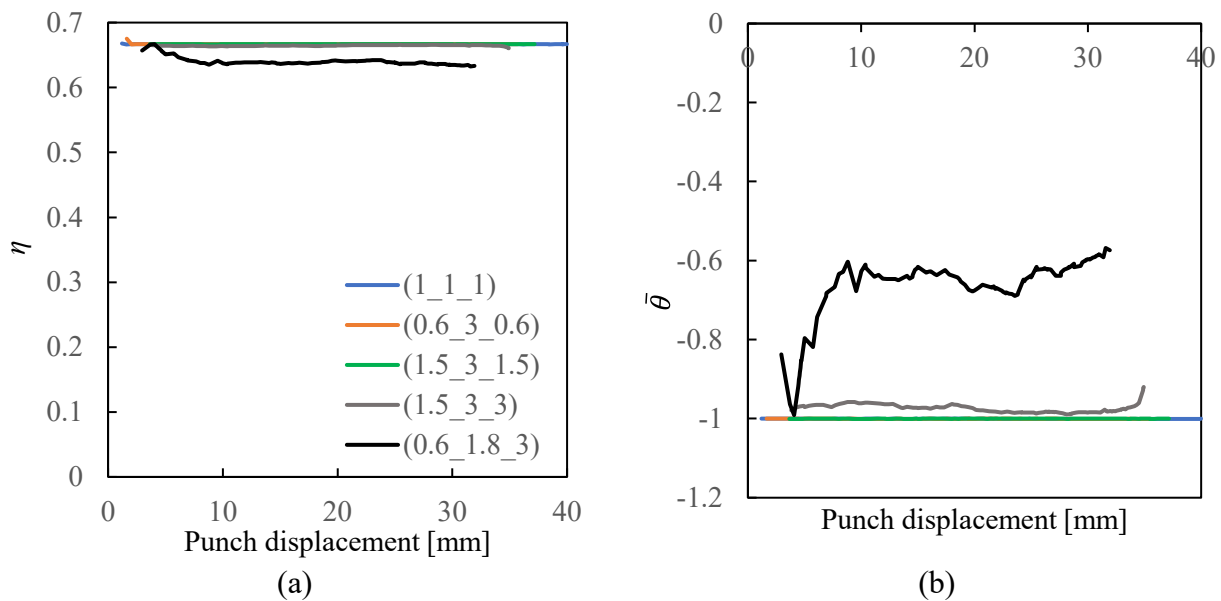 0.7
0.6
0.5
0.4
0.3
0.2
0.1
0
η
0 10 20 30 40
Punch displacement [mm]
(1_1_1)
(0.6_3_0.6)
(1.5_3_1.5)
(1.5_3_3)
(0.6_1.8_3)
(a)
0
-0.2
-0.4
-0.6
-0.8
-1
-1.2
θ̄
0 10 20 30 40
Punch displacement [mm]
(b)